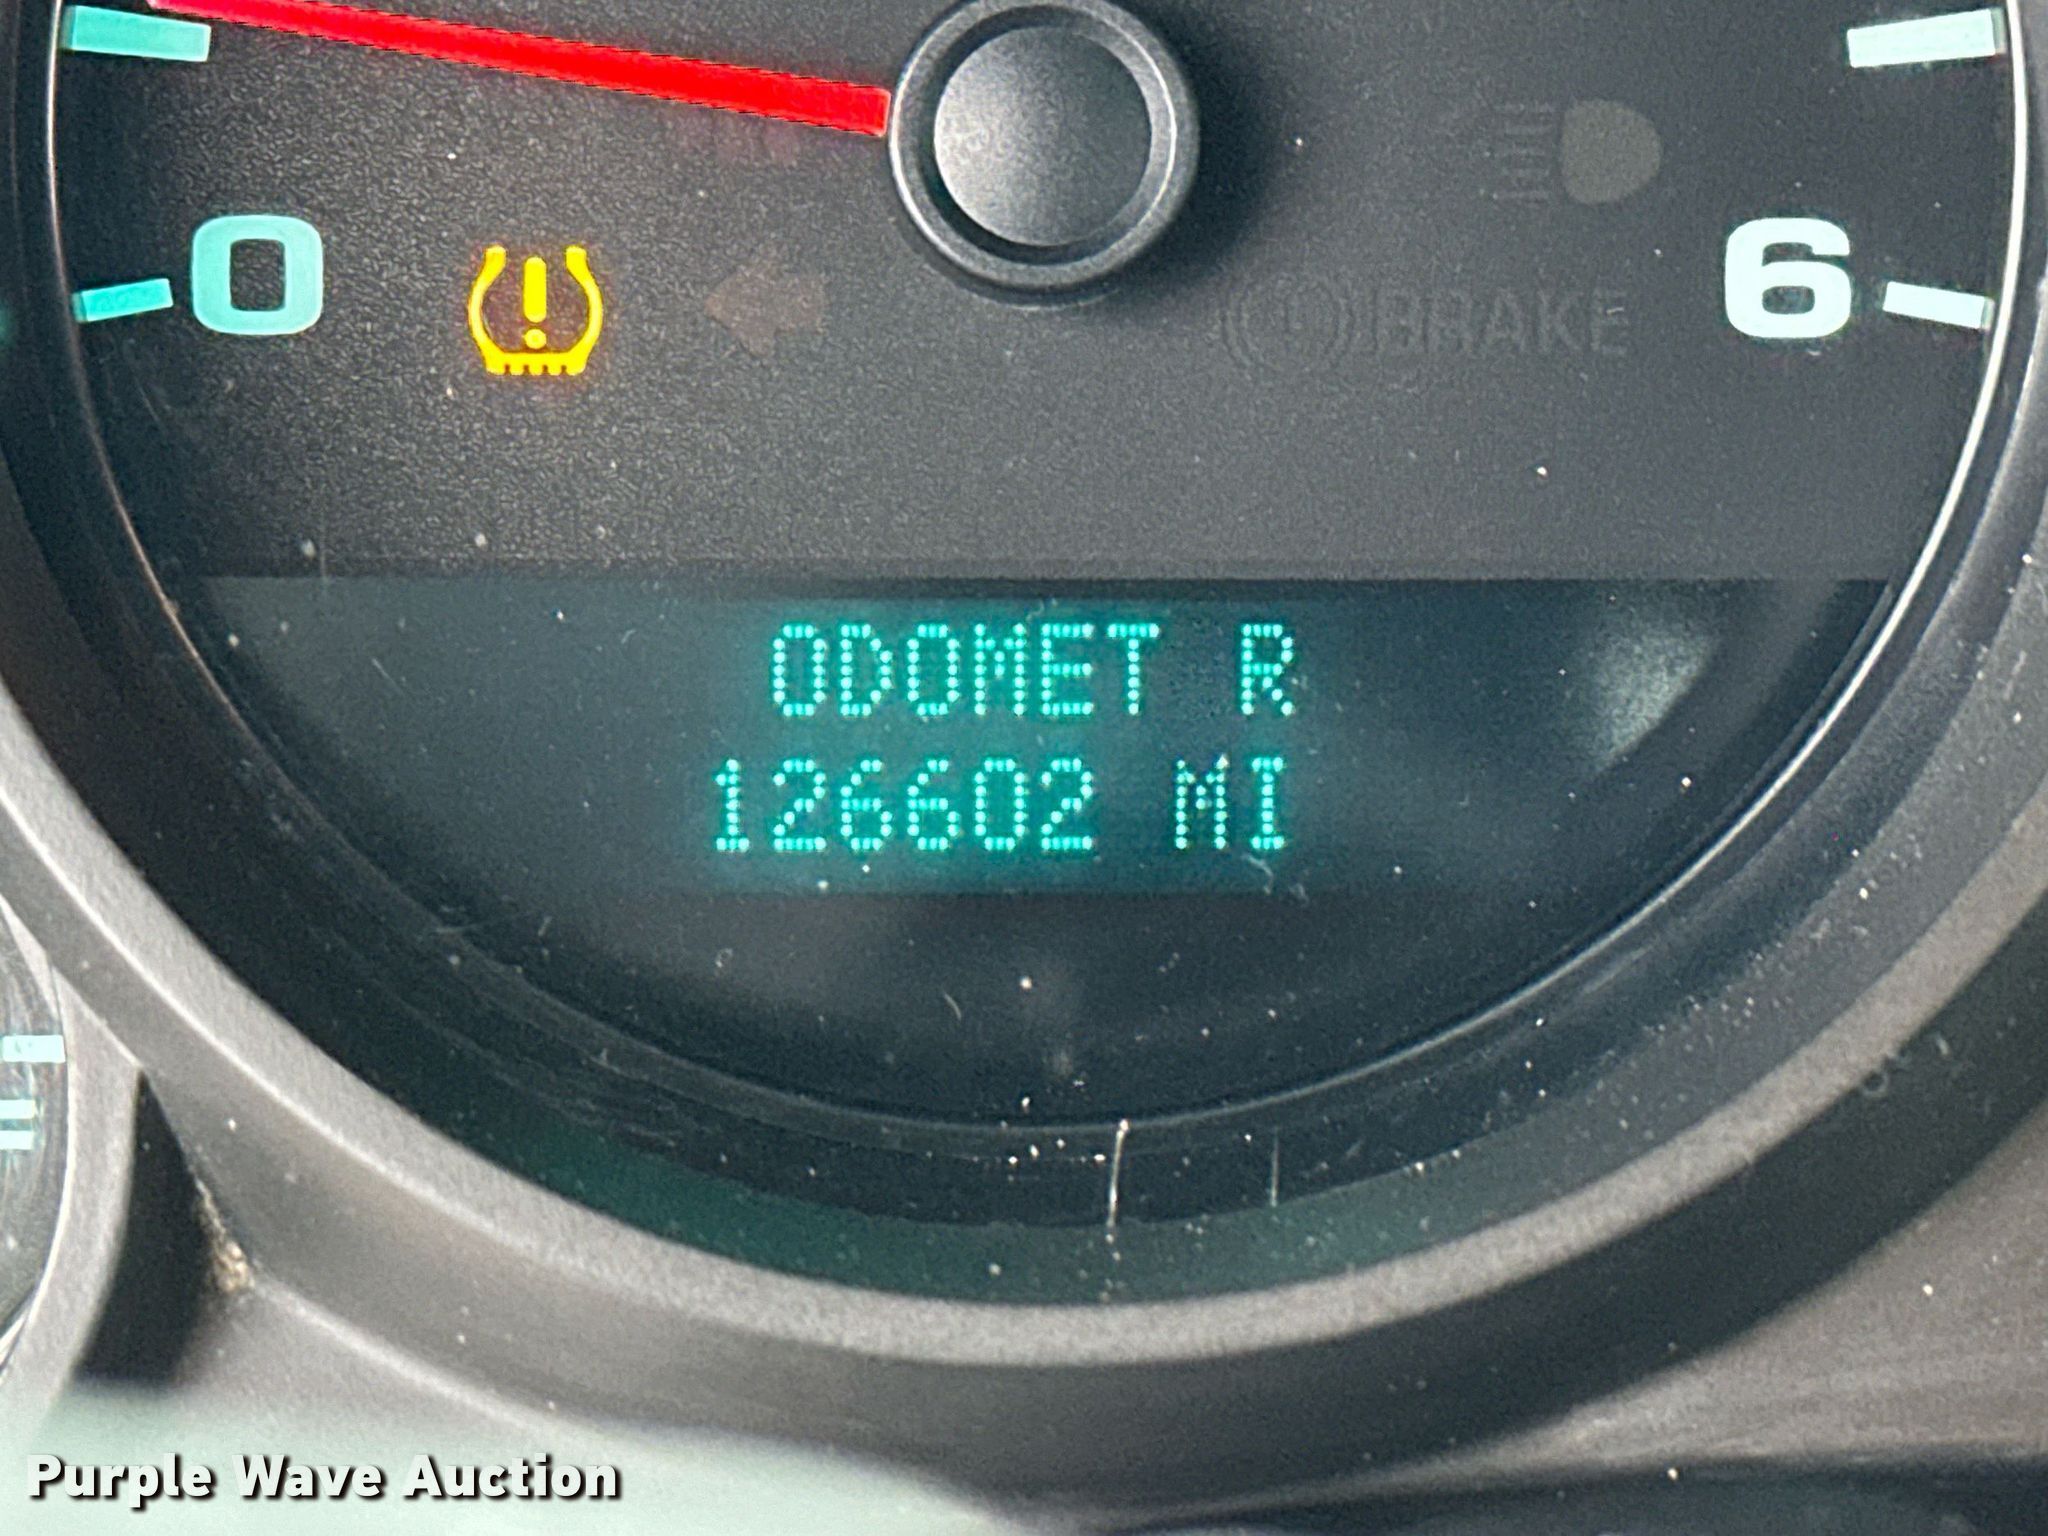 0
BRAKE
6
ODOMET R
126602 MI
Purple Wave Auction